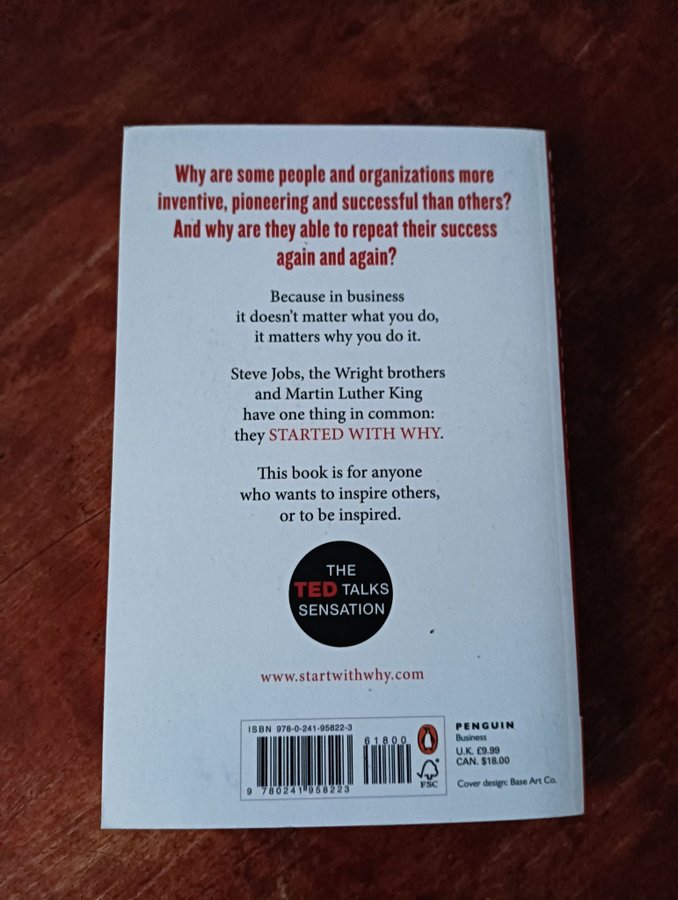 Why are some people and organizations more
inventive, pioneering and successful than others?
And why are they able to repeat their success
again and again?
Because in business
it doesn't matter what you do,
it matters why you do it.
Steve Jobs, the Wright brothers
and Martin Luther King
have one thing in common:
they STARTED WITH WHY.
This book is for anyone
who wants to inspire others,
or to be inspired.
THE
TED TALKS
SENSATION
www.startwithwhy.com
ISBN 978-0-241-95822-3
61800
9 780241 958223
FSC
PENGUIN
Business
U.K. £9.99
CAN. $18.00
Cover design: Base Art Co.